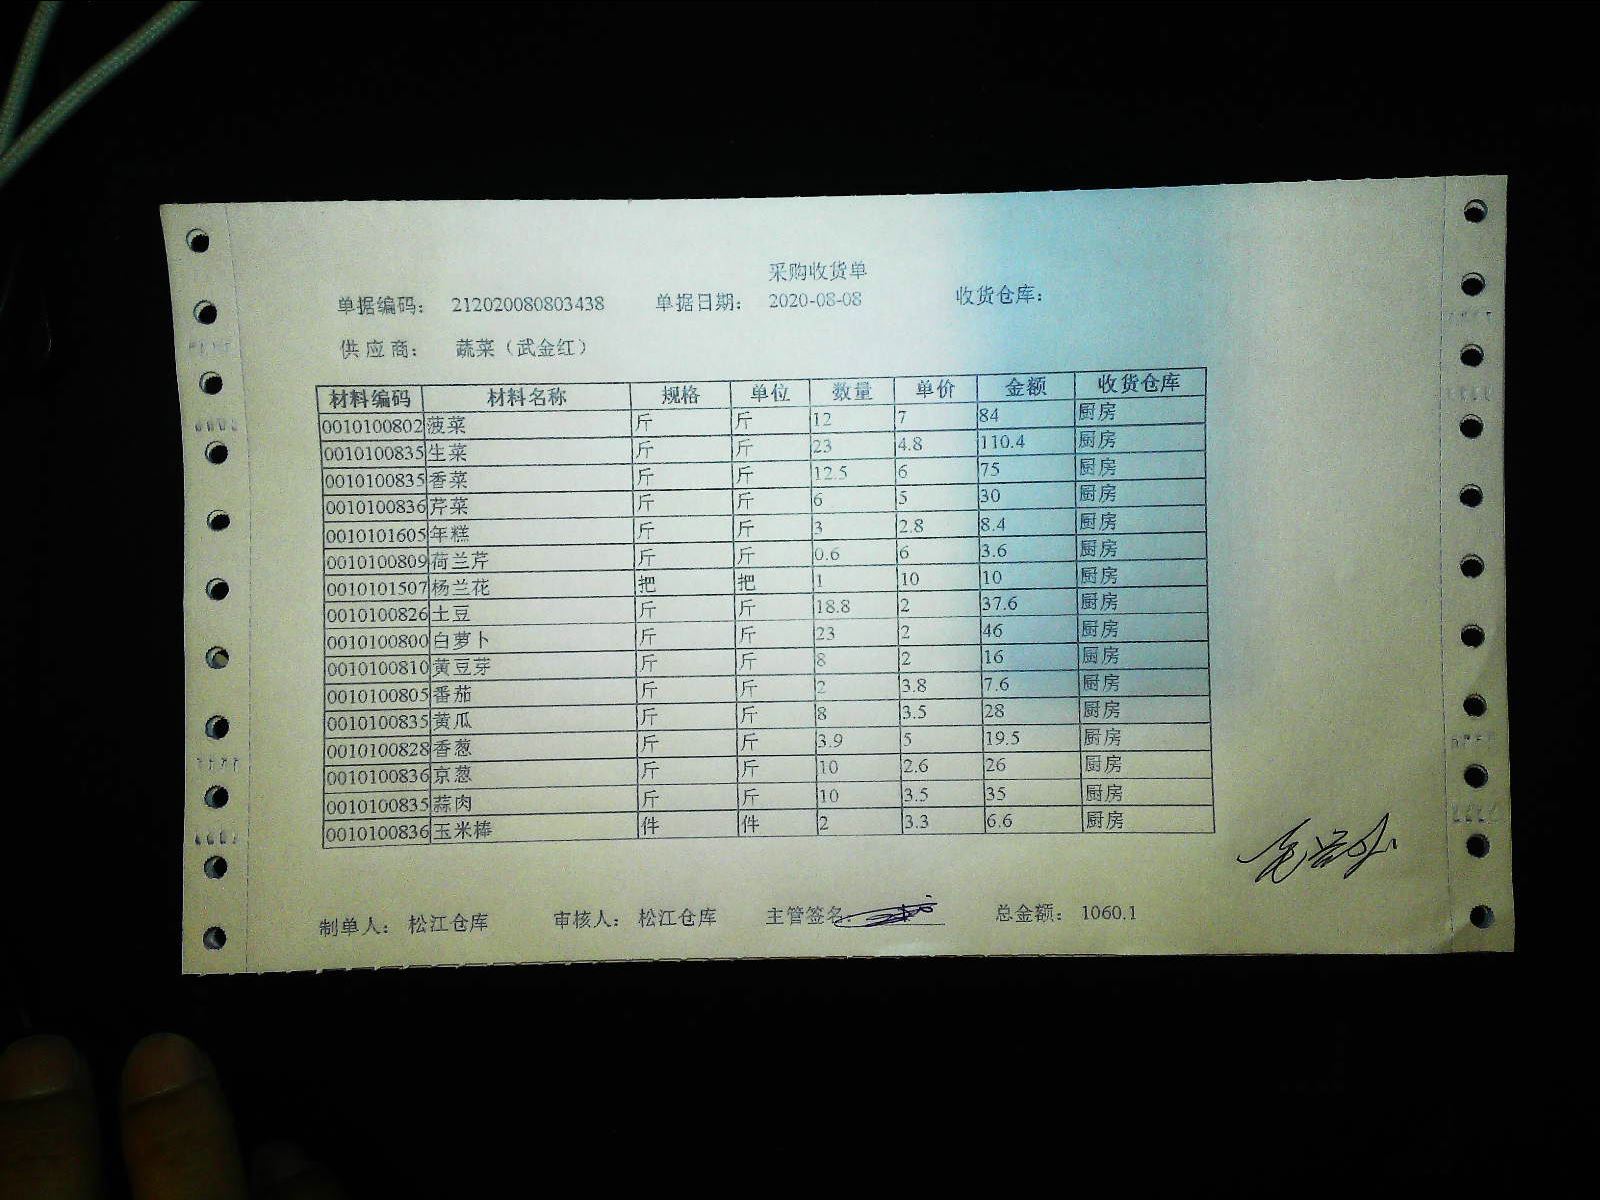 采购收货单
单据编码: 212020080803438 单据日期: 2020-08-08 收货仓库:
供应商: 蔬菜（武金红）
材料编码 材料名称 规格 单位 数量 单价 金额 收货仓库
0010100802 菠菜 斤 斤 12 7 84 厨房
0010100835 生菜 斤 斤 23 4.8 110.4 厨房
0010100835 香菜 斤 斤 12.5 6 75 厨房
0010100836 芹菜 斤 斤 6 5 30 厨房
0010101605 年糕 斤 斤 3 2.8 8.4 厨房
0010100809 荷兰芹 斤 斤 0.6 6 3.6 厨房
0010101507 杨兰花 把 把 1 10 10 厨房
0010100826 土豆 斤 斤 18.8 2 37.6 厨房
0010100800 白萝卜 斤 斤 23 2 46 厨房
0010100810 黄豆芽 斤 斤 8 2 16 厨房
0010100805 番茄 斤 斤 2 3.8 7.6 厨房
0010100835 黄瓜 斤 斤 8 3.5 28 厨房
0010100828 香葱 斤 斤 3.9 5 19.5 厨房
0010100836 京葱 斤 斤 10 2.6 26 厨房
0010100835 蒜肉 斤 斤 10 3.5 35 厨房
0010100836 玉米棒 件 件 2 3.3 6.6 厨房
制单人: 松江仓库 审核人: 松江仓库 主管签名: 总金额: 1060.1